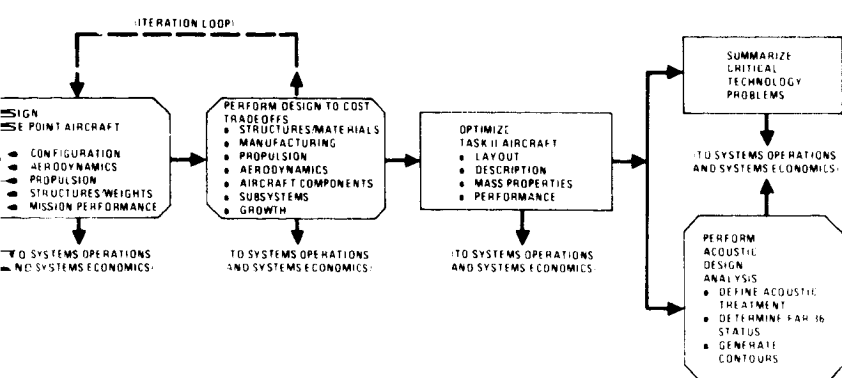 (ITERATION LOOP)
SIGN
SE POINT AIRCRAFT
CONFIGURATION
AERODYNAMICS
PROPULSION
STRUCTURES/WEIGHTS
MISSION PERFORMANCE
TO SYSTEMS OPERATIONS
ND SYSTEMS ECONOMICS)
PERFORM DESIGN TO COST
TRADEOFFS
• STRUCTURES/MATERIALS
• MANUFACTURING
• PROPULSION
• AERODYNAMICS
• AIRCRAFT COMPONENTS
• SUBSYSTEMS
• GROWTH
(TO SYSTEMS OPERATIONS
AND SYSTEMS ECONOMICS)
OPTIMIZE
TASK II AIRCRAFT
• LAYOUT
• DESCRIPTION
• MASS PROPERTIES
• PERFORMANCE
(TO SYSTEMS OPERATIONS
AND SYSTEMS ECONOMICS)
SUMMARIZE
CRITICAL
TECHNOLOGY
PROBLEMS
(TO SYSTEMS OPERATIONS
AND SYSTEMS ECONOMICS)
PERFORM
ACOUSTIC
DESIGN
ANALYSIS
• DEFINE ACOUSTIC
TREATMENT
• DETERMINE FAR 36
STATUS
• GENERATE
CONTOURS